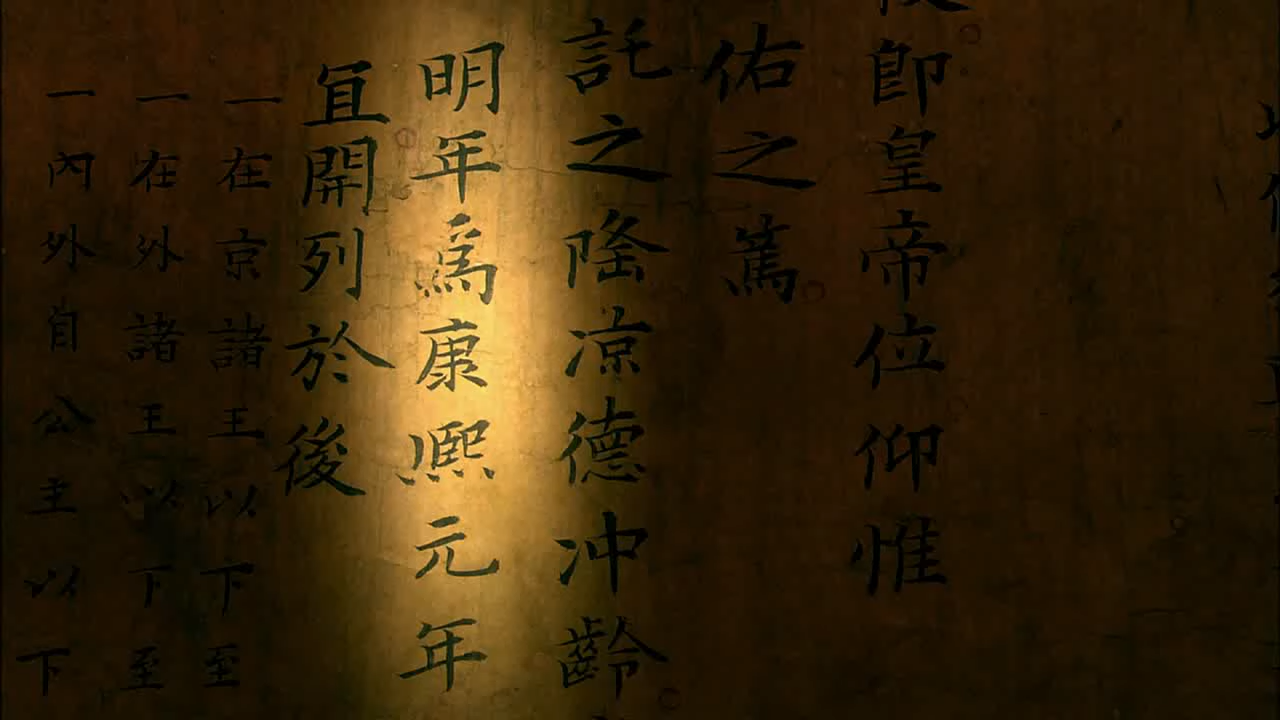 即皇帝位仰惟
佑之篤
託之隆涼德冲齡
明年爲康熙元年
宜開列於後
一在京諸王以下至
一在外諸王以下至
一內外自公主以下